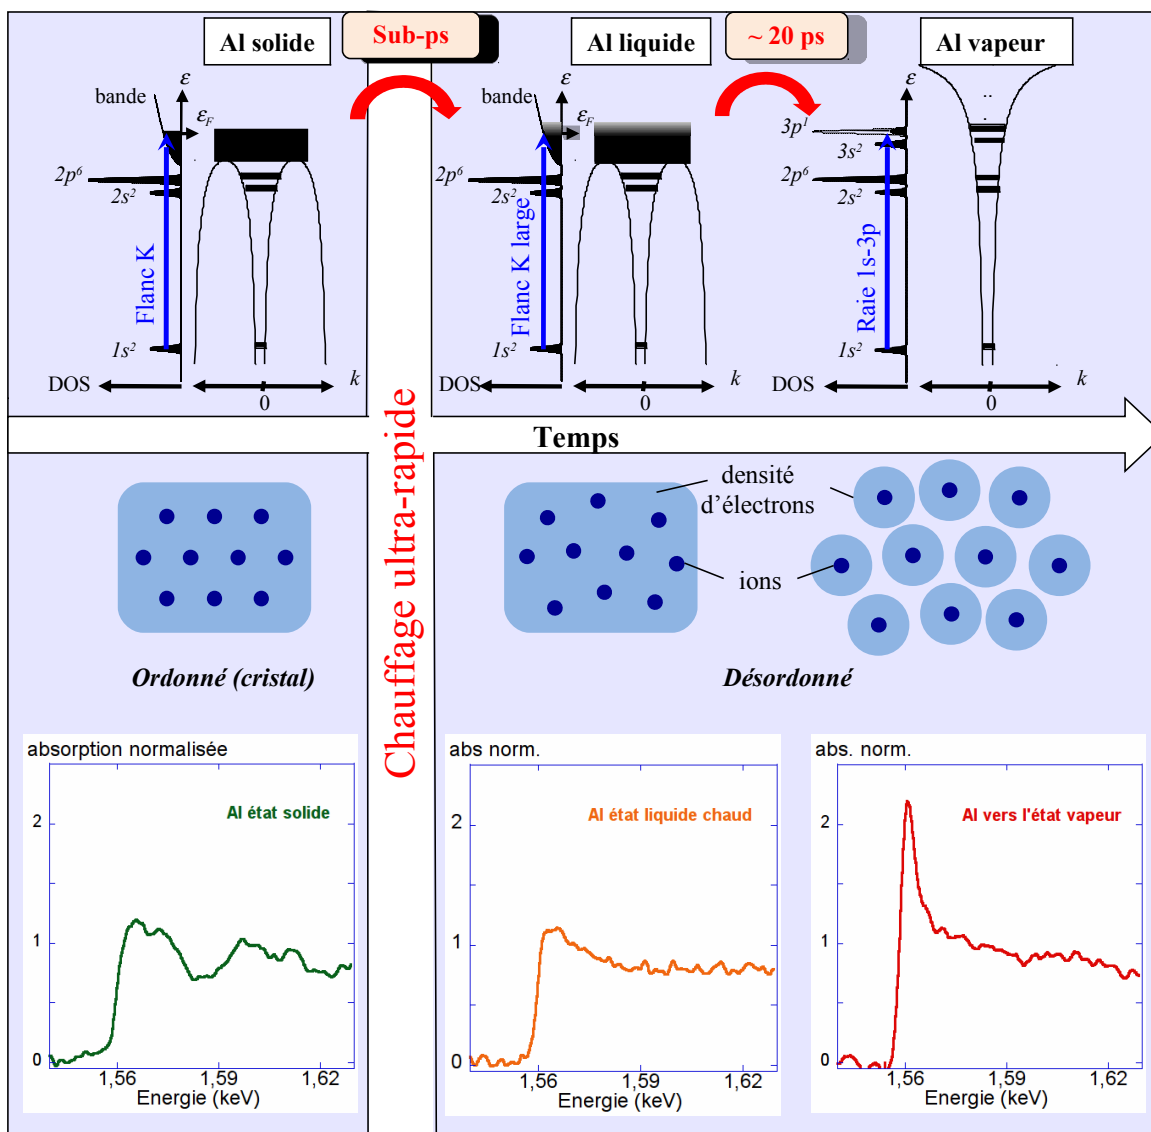 Al solide
Sub-ps
Al liquide
~ 20 ps
Al vapeur
bande
ε
ε_F
2p⁶
2s²
Flanc K
1s²
DOS
k
0
bande
ε
ε_F
2p⁶
2s²
Flanc K large
1s²
DOS
k
0
ε
3p¹
3s²
2p⁶
2s²
Raie 1s-3p
1s²
DOS
k
0
Temps
Chauffage ultra-rapide
densité
d’électrons
ions
Ordonné (cristal)
Désordonné
absorption normalisée
Al état solide
2
1
0
1,56
1,59
1,62
Energie (keV)
abs norm.
Al état liquide chaud
2
1
0
1,56
1,59
1,62
Energie (keV)
abs. norm.
Al vers l'état vapeur
2
1
0
1,56
1,59
1,62
Energie (keV)